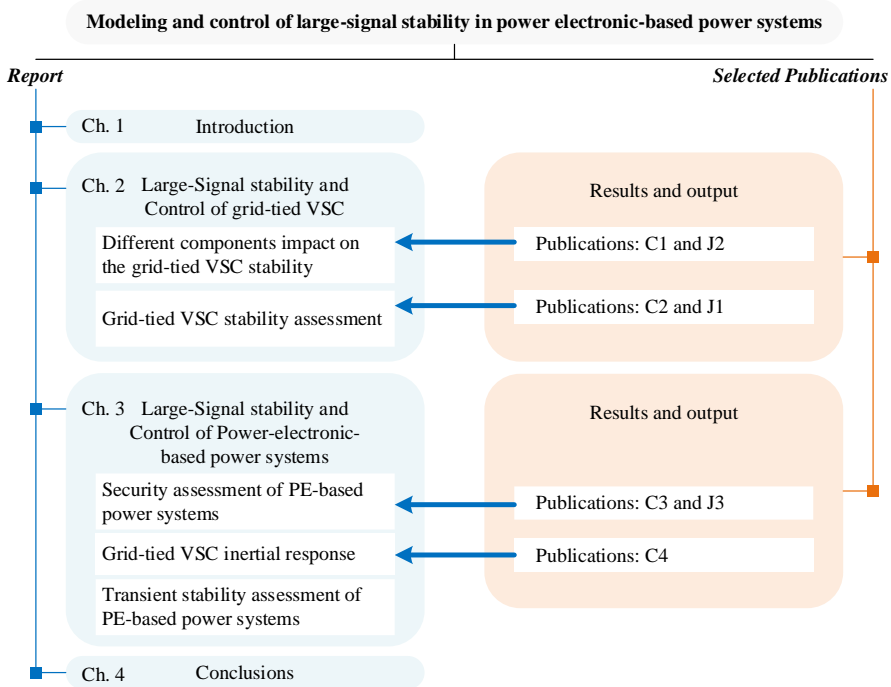 Modeling and control of large-signal stability in power electronic-based power systems
Report
Selected Publications
Ch. 1 Introduction
Ch. 2 Large-Signal stability and
Control of grid-tied VSC
Different components impact on
the grid-tied VSC stability
Grid-tied VSC stability assessment
Results and output
Publications: C1 and J2
Publications: C2 and J1
Ch. 3 Large-Signal stability and
Control of Power-electronic-
based power systems
Security assessment of PE-based
power systems
Grid-tied VSC inertial response
Transient stability assessment of
PE-based power systems
Results and output
Publications: C3 and J3
Publications: C4
Ch. 4 Conclusions